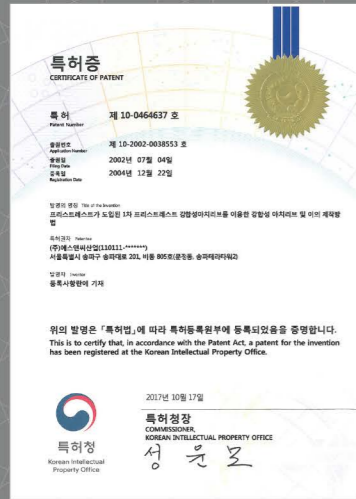 특허증
CERTIFICATE OF PATENT
특 허 제 10-0464637 호
Patent Number
출원번호 제 10-2002-0038553 호
Application Number
출원일 2002년 07월 04일
Filing Date
등록일 2004년 12월 22일
Registration Date
발명의 명칭 Title of the Invention
프리스트레스트가 도입된 1차 프리스트레스트 강합성아치리브를 이용한 강합성 아치리브 및 이의 제작방
법
특허권자 Patentee
(주)에스앤씨산업(110111-*******)
서울특별시 송파구 송파대로 201, 비동 805호(문정동, 송파테라타워2)
발명자 Inventor
등록사항란에 기재
위의 발명은 「특허법」에 따라 특허등록원부에 등록되었음을 증명합니다.
This is to certify that, in accordance with the Patent Act, a patent for the invention
has been registered at the Korean Intellectual Property Office.
2017년 10월 17일
특허청장
COMMISSIONER,
KOREAN INTELLECTUAL PROPERTY OFFICE
성 윤 모
특허청
Korean Intellectual
Property Office